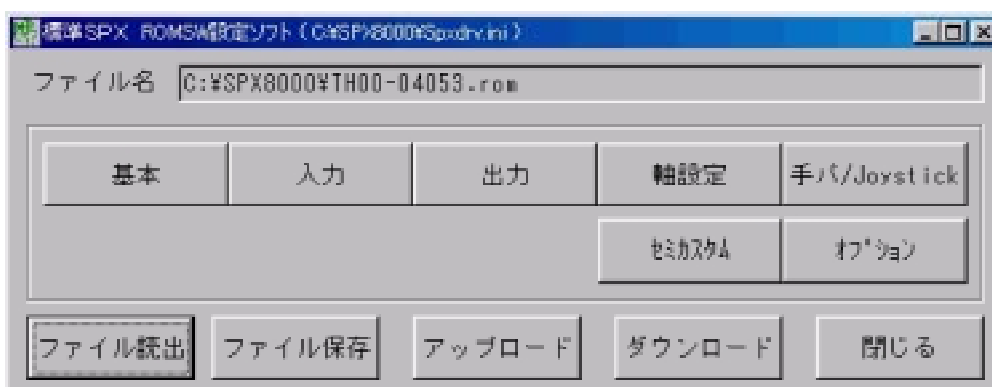 標準SPX ROMSW設定ソフト ( C:¥SPX8000¥Spxdrv.ini )
ファイル名 C:¥SPX8000¥TH00-04053.rom
基本 入力 出力 軸設定 手パ/Joystick
ｾﾐｶｽﾀﾑ ｵﾌﾟｼｮﾝ
ファイル読出 ファイル保存 アップロード ダウンロード 閉じる